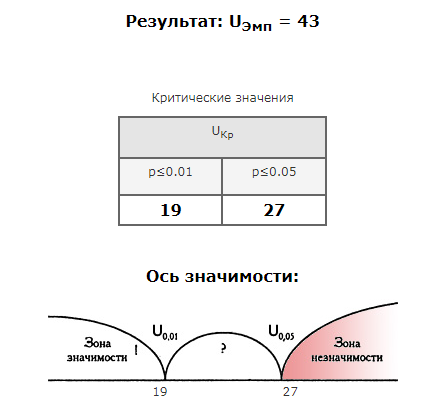 Результат: UЭмп = 43
Критические значения
UКр
p≤0.01 p≤0.05
19 27
Ось значимости:
U0,01 U0,05
Зона ! ? Зона
значимости незначимости
19 27